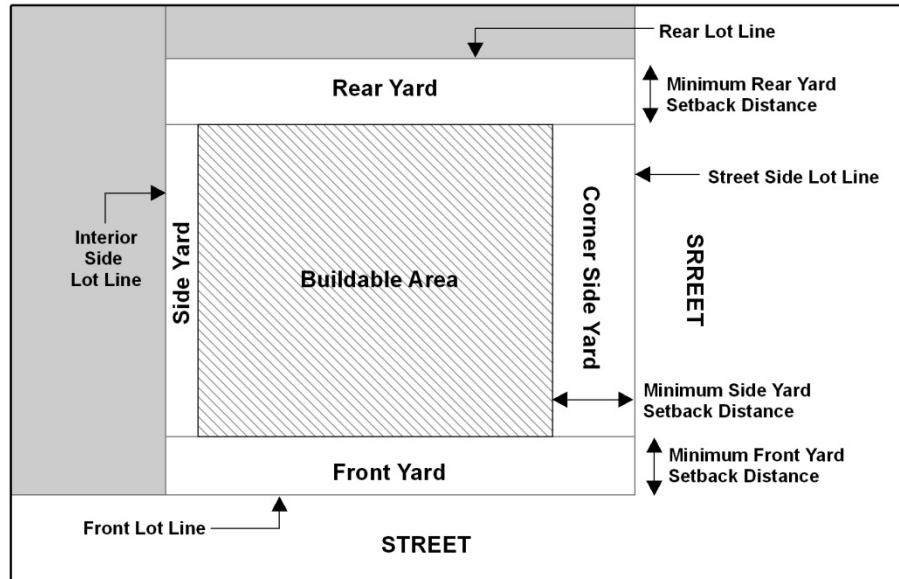 Rear Lot Line
Rear Yard
Minimum Rear Yard
Setback Distance
Street Side Lot Line
Interior
Side
Lot Line
Side Yard
Buildable Area
Corner Side Yard
SRREET
Minimum Side Yard
Setback Distance
Front Yard
Minimum Front Yard
Setback Distance
Front Lot Line
STREET